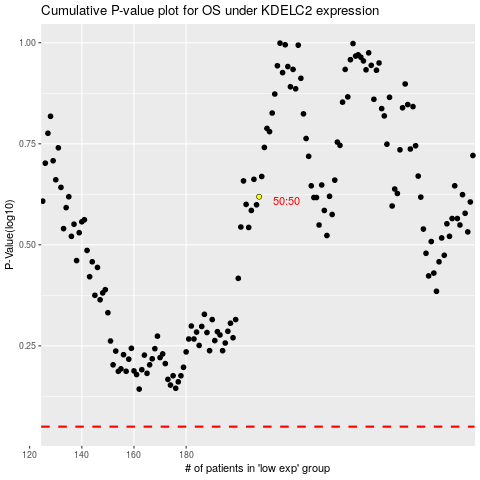 Cumulative P-value plot for OS under KDELC2 expression
P-Value(log10)
1.00
0.75
0.50
0.25
50:50
120 140 160 180
# of patients in 'low exp' group